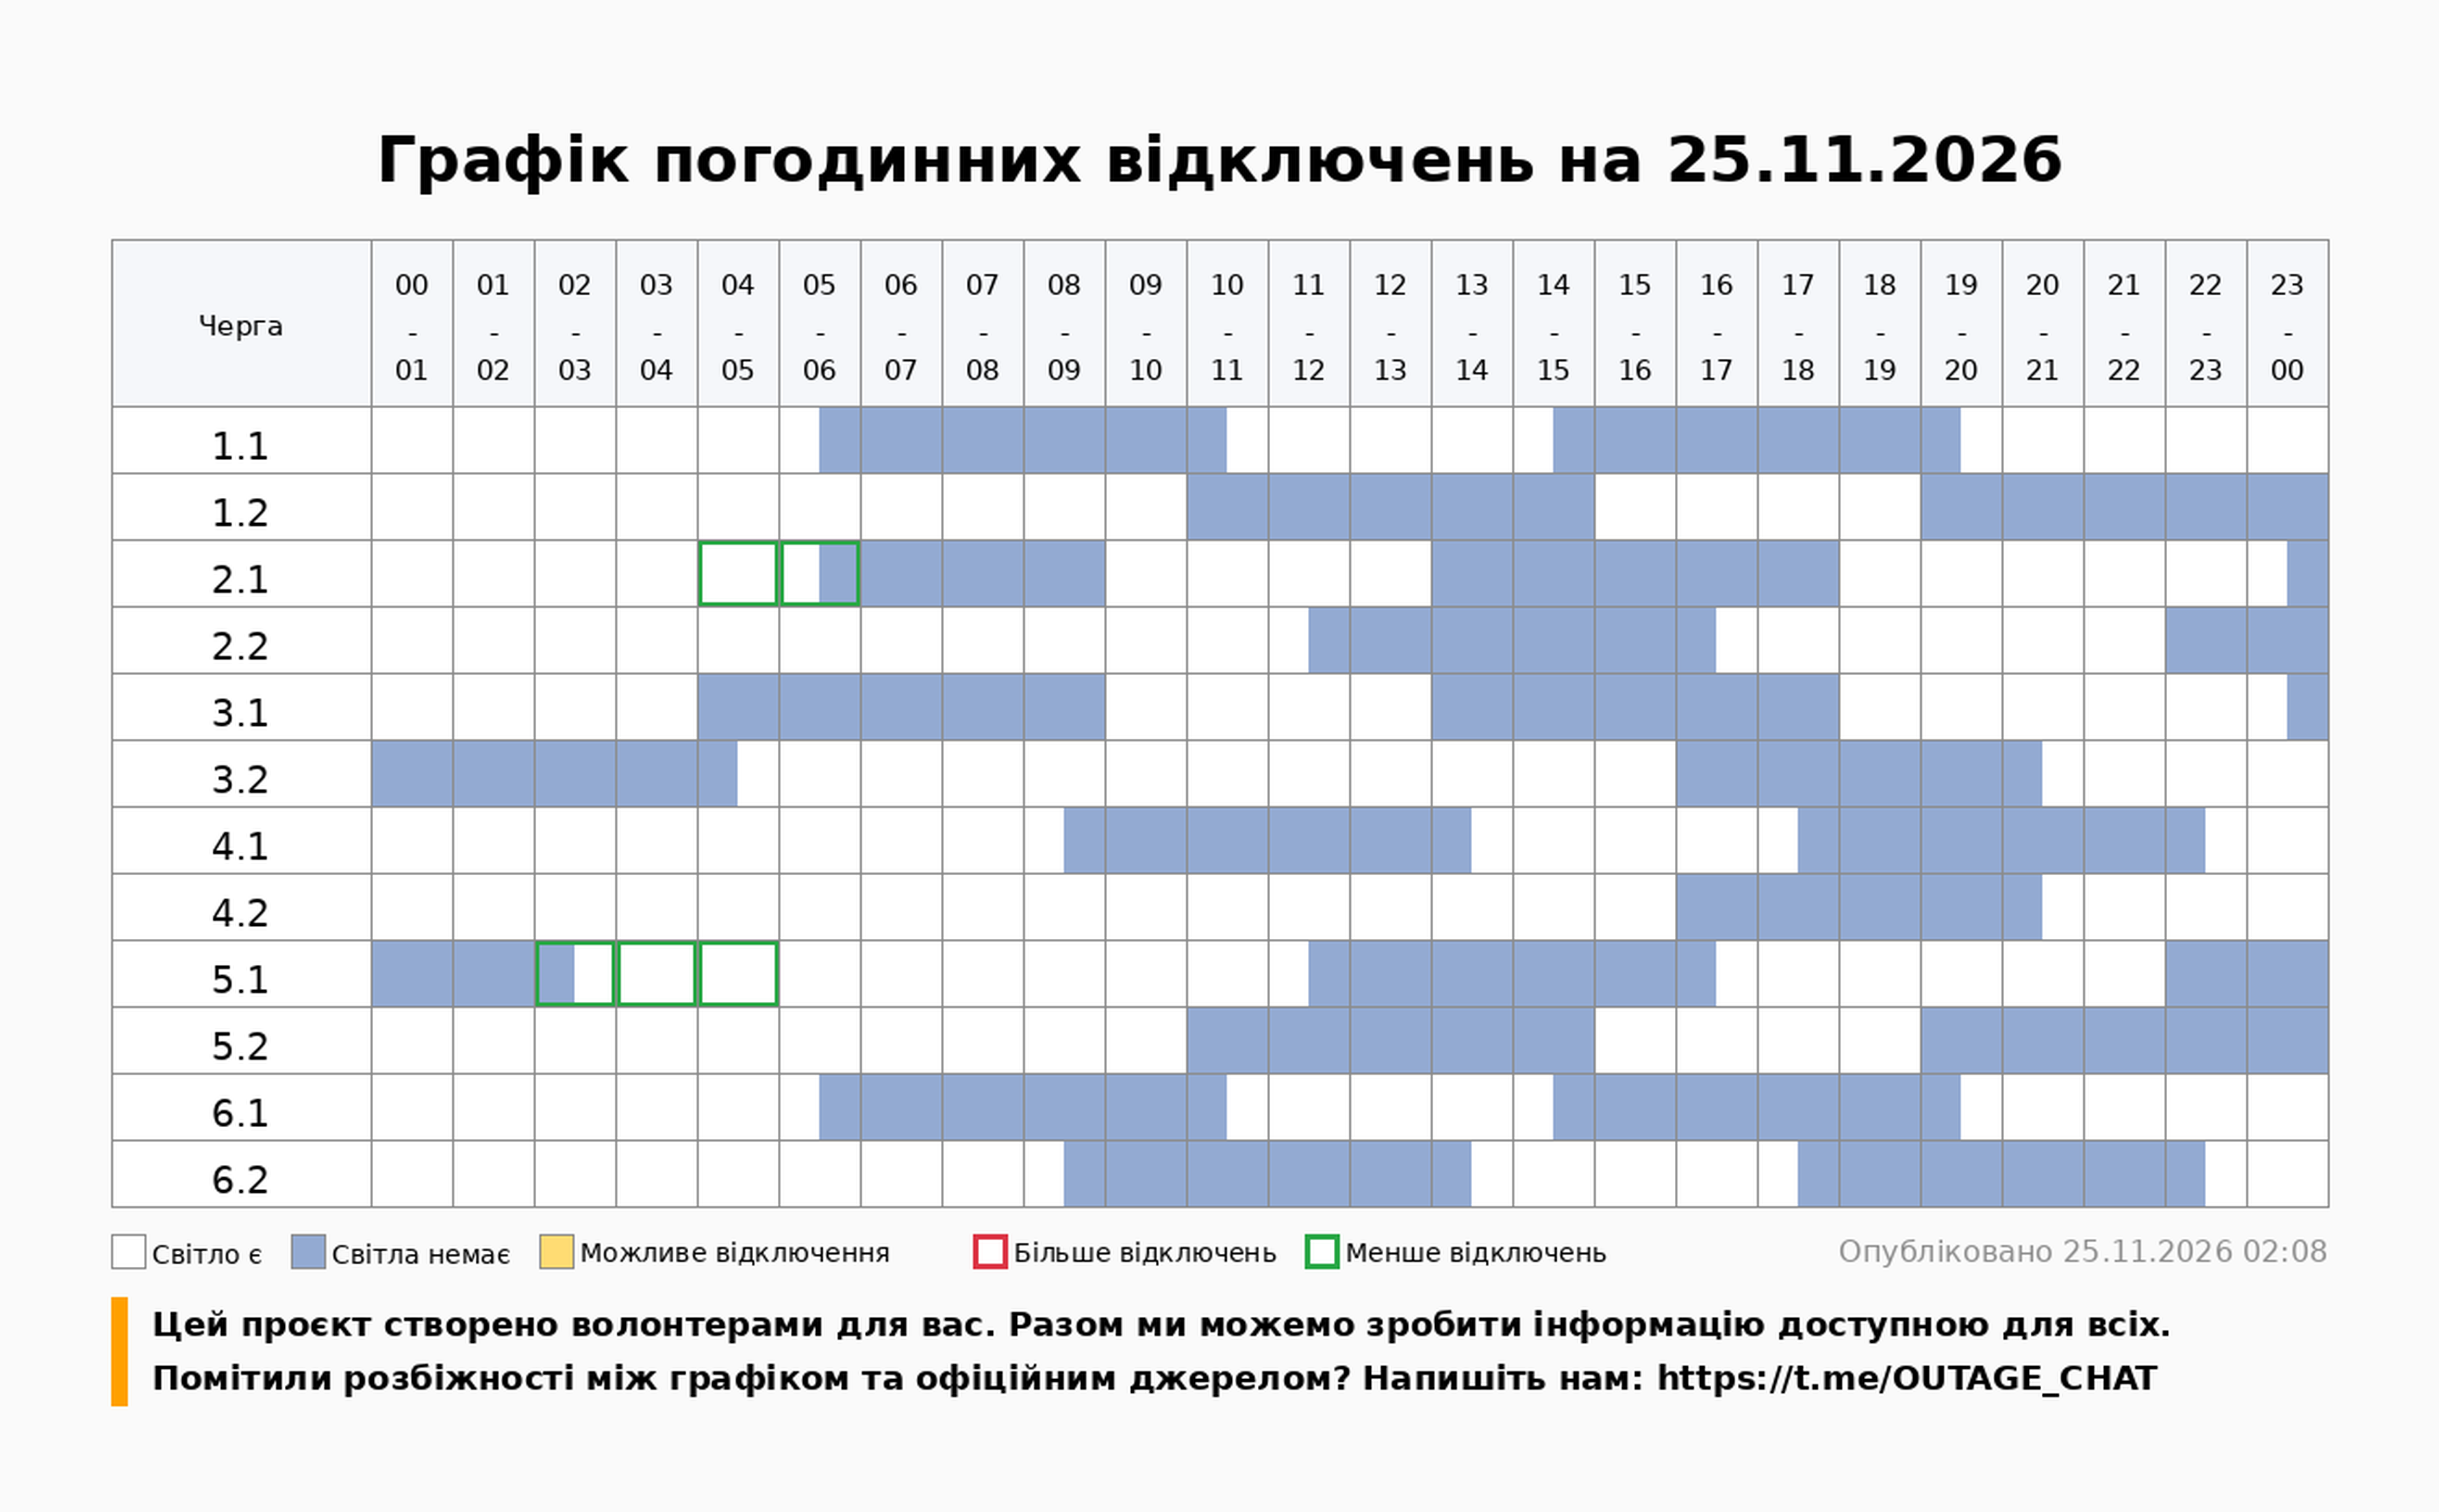 Графік погодинних відключень на 25.11.2026
Черга
00 - 01
01 - 02
02 - 03
03 - 04
04 - 05
05 - 06
06 - 07
07 - 08
08 - 09
09 - 10
10 - 11
11 - 12
12 - 13
13 - 14
14 - 15
15 - 16
16 - 17
17 - 18
18 - 19
19 - 20
20 - 21
21 - 22
22 - 23
23 - 00
1.1
1.2
2.1
2.2
3.1
3.2
4.1
4.2
5.1
5.2
6.1
6.2
Світло є Світла немає Можливе відключення Більше відключень Менше відключень Опубліковано 25.11.2026 02:08
Цей проєкт створено волонтерами для вас. Разом ми можемо зробити інформацію доступною для всіх.
Помітили розбіжності між графіком та офіційним джерелом? Напишіть нам: https://t.me/OUTAGE_CHAT